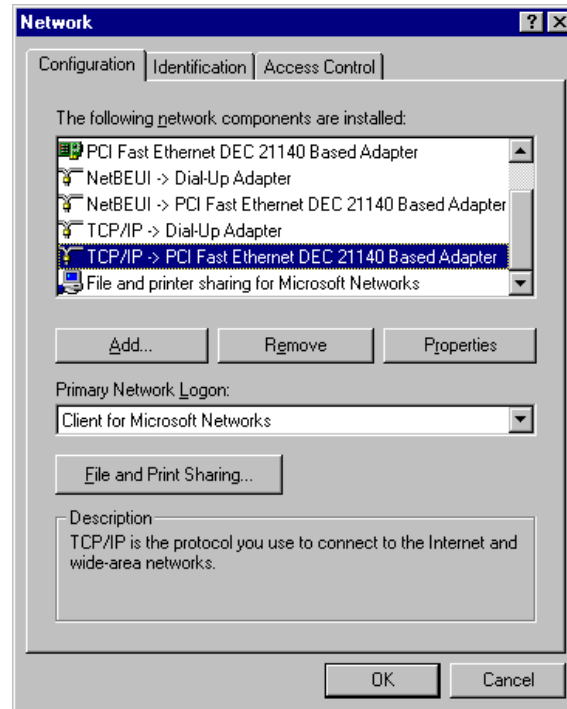 Network
Configuration Identification Access Control
The following network components are installed:
PCI Fast Ethernet DEC 21140 Based Adapter
NetBEUI -> Dial-Up Adapter
NetBEUI -> PCI Fast Ethernet DEC 21140 Based Adapter
TCP/IP -> Dial-Up Adapter
TCP/IP -> PCI Fast Ethernet DEC 21140 Based Adapter
File and printer sharing for Microsoft Networks
Add... Remove Properties
Primary Network Logon:
Client for Microsoft Networks
File and Print Sharing...
Description
TCP/IP is the protocol you use to connect to the Internet and
wide-area networks.
OK Cancel